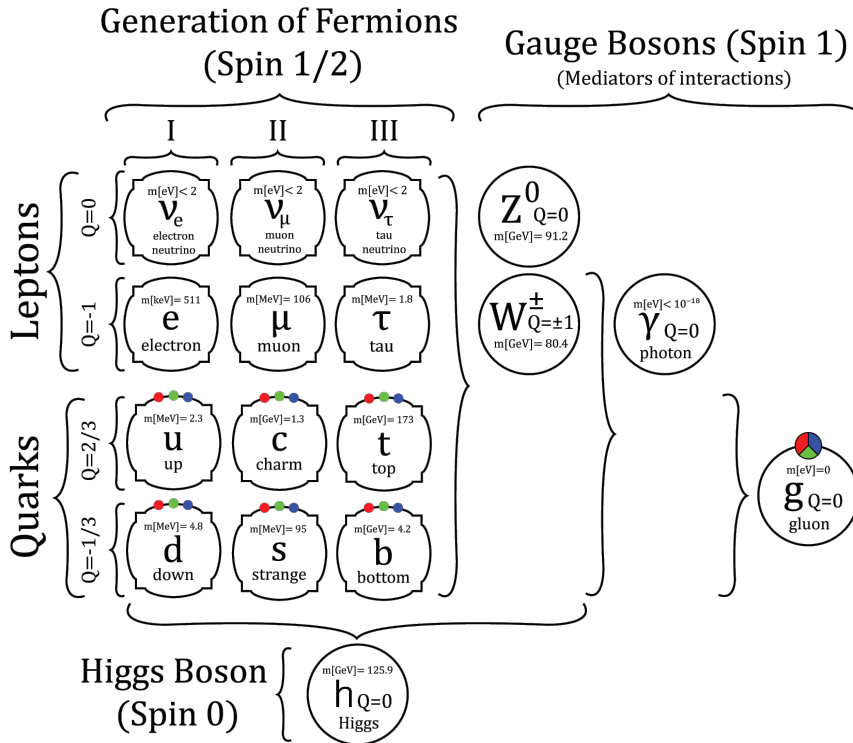 Generation of Fermions
(Spin 1/2)
Gauge Bosons (Spin 1)
(Mediators of interactions)
I II III
Leptons
Q=0
m[eV]< 2
νe
electron
neutrino
m[eV]< 2
νμ
muon
neutrino
m[eV]< 2
ντ
tau
neutrino
Z⁰ Q=0
m[GeV]= 91.2
Q=-1
m[keV]= 511
e
electron
m[MeV]= 106
μ
muon
m[MeV]= 1.8
τ
tau
W± Q=±1
m[GeV]= 80.4
m[eV]< 10⁻¹⁸
γ Q=0
photon
Quarks
Q=2/3
m[MeV]= 2.3
u
up
m[GeV]=1.3
c
charm
m[GeV]= 173
t
top
m[eV]=0
g Q=0
gluon
Q=-1/3
m[MeV]= 4.8
d
down
m[MeV]= 95
s
strange
m[GeV]= 4.2
b
bottom
Higgs Boson
(Spin 0)
m[GeV]= 125.9
h Q=0
Higgs